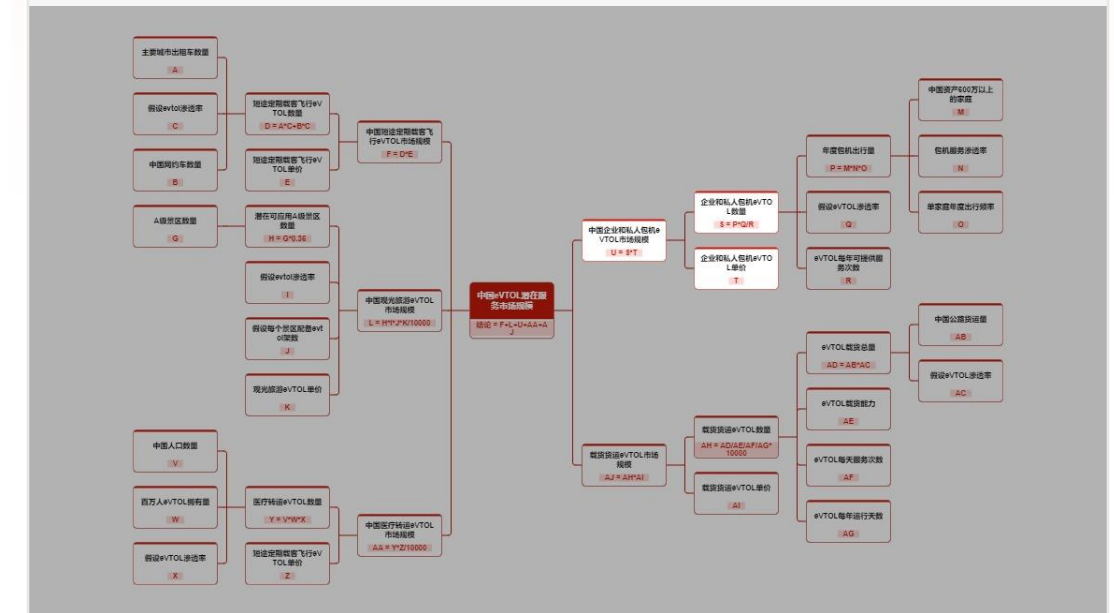 主要城市出租车数量
A
假设evtol渗透率
C
中国网约车数量
B
短途定期载客飞行eV
TOL数量
D = A*C+B*C
短途定期载客飞行eV
TOL单价
E
中国短途定期载客飞
行eVTOL市场规模
F = D*E
A级景区数量
G
潜在可应用A级景区
数量
H = G*0.36
假设evtol渗透率
I
假设每个景区配备evt
ol架数
J
观光旅游eVTOL单价
K
中国观光旅游eVTOL
市场规模
L = H*I*J*K/10000
中国人口数量
V
百万人eVTOL拥有量
W
假设eVTOL渗透率
X
医疗转运eVTOL数量
Y = V*W*X
短途定期载客飞行eV
TOL单价
Z
中国医疗转运eVTOL
市场规模
AA = Y*Z/10000
中国eVTOL潜在服
务市场规模
结论 = F+L+U+AA+A
J
中国企业和私人包机e
VTOL市场规模
U = S*T
企业和私人包机eVTO
L数量
S = P*Q/R
企业和私人包机eVTO
L单价
T
年度包机出行量
P = M*N*O
假设eVTOL渗透率
Q
eVTOL每年可提供服
务次数
R
中国资产600万以上
的家庭
M
包机服务渗透率
N
单家庭年度出行频率
O
载货货运eVTOL市场
规模
AJ = AH*AI
载货货运eVTOL数量
AH = AD/AE/AF/AG*
10000
载货货运eVTOL单价
AI
eVTOL载货总量
AD = AB*AC
eVTOL载货能力
AE
eVTOL每天服务次数
AF
eVTOL每年运行天数
AG
中国公路货运量
AB
假设eVTOL渗透率
AC